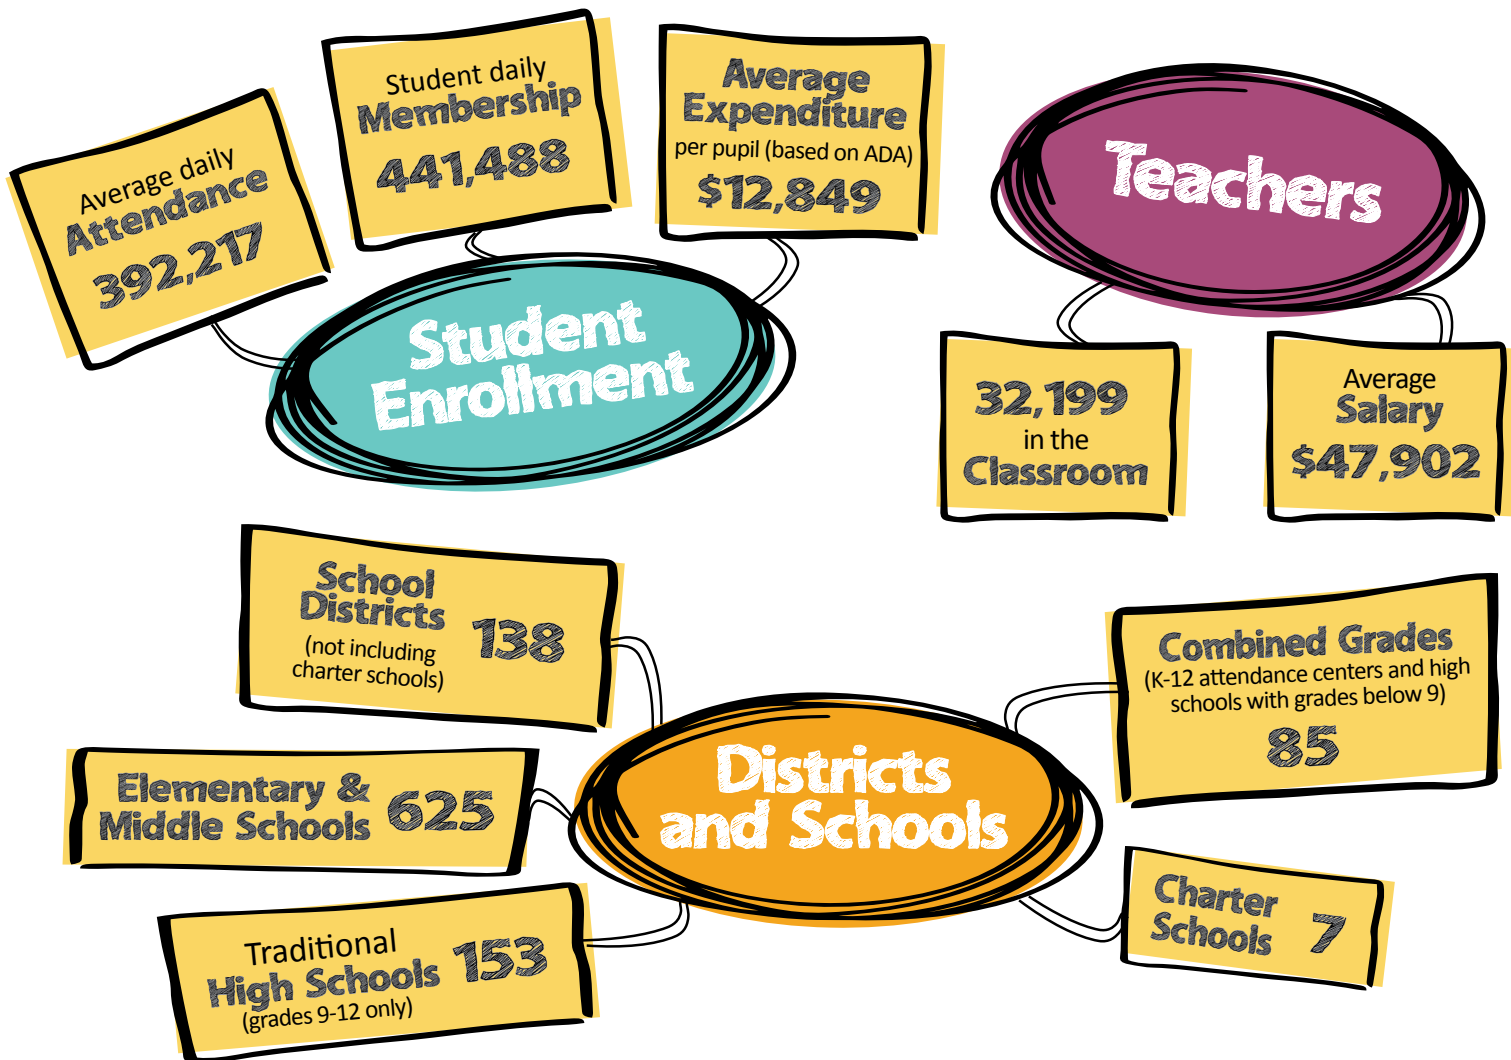 Average daily
Attendance
392,217
Student daily
Membership
441,488
Average
Expenditure
per pupil (based on ADA)
$12,849
Student
Enrollment
Teachers
32,199
in the
Classroom
Average
Salary
$47,902
School
Districts
(not including
charter schools)
138
Elementary &
Middle Schools
625
Traditional
High Schools
(grades 9-12 only)
153
Districts
and Schools
Combined Grades
(K-12 attendance centers and high
schools with grades below 9)
85
Charter
Schools
7